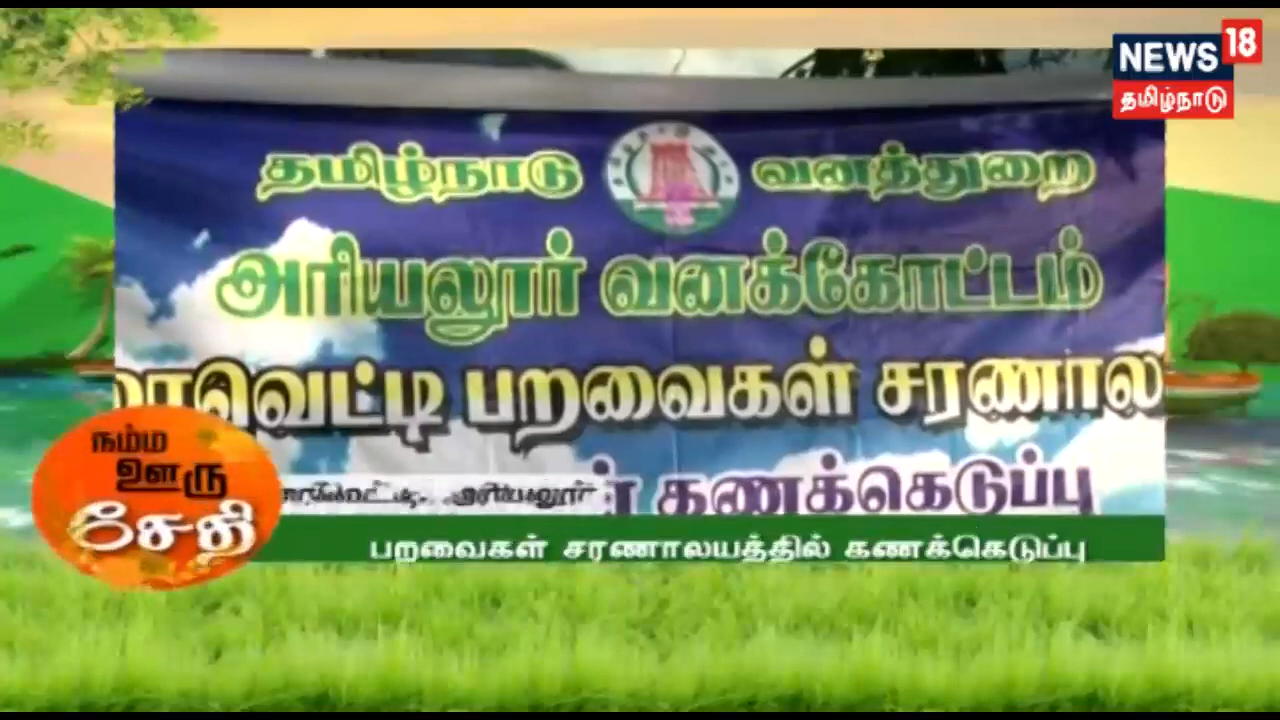 NEWS 18
தமிழ்நாடு
தமிழ்நாடு வனத்துறை
அரியலூர் வனக்கோட்டம்
பறவைகள்
கணக்கெடுப்பு
நம்ம
ஊரு
சேதி
அரியலூர்
பறவைகள் சரணாலயத்தில் கணக்கெடுப்பு